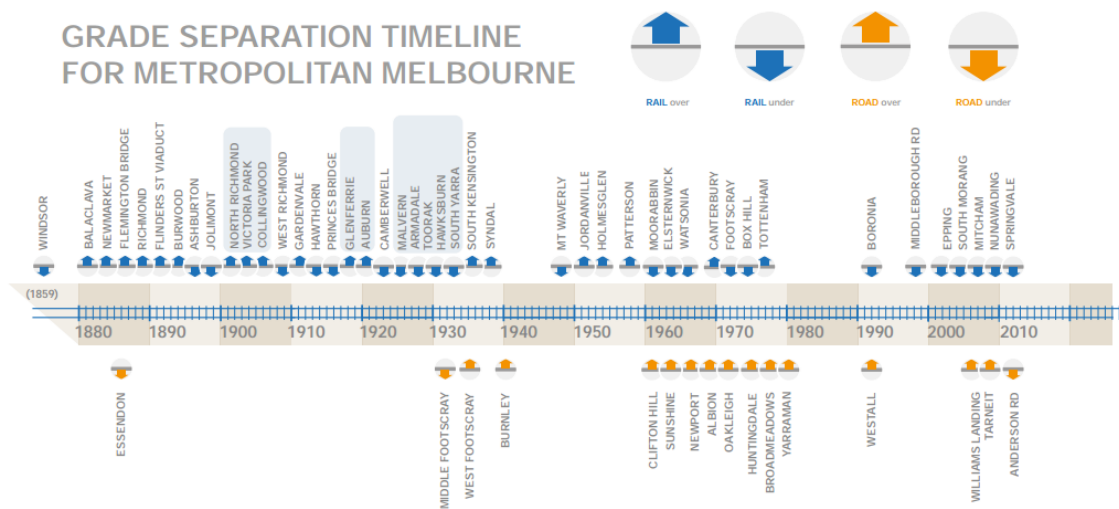 GRADE SEPARATION TIMELINE
FOR METROPOLITAN MELBOURNE
RAIL over
RAIL under
ROAD over
ROAD under
WINDSOR
BALACLAVA
NEWMARKET
FLEMINGTON BRIDGE
RICHMOND
FLINDERS ST VIADUCT
BURWOOD
ASHBURTON
JOLIMONT
NORTH RICHMOND
VICTORIA PARK
COLLINGWOOD
WEST RICHMOND
GARDENVALE
HAWTHORN
PRINCES BRIDGE
GLENFERRIE
AUBURN
CAMBERWELL
MALVERN
ARMADALE
TOORAK
HAWKSBURN
SOUTH YARRA
SOUTH KENSINGTON
SYNDAL
MT WAVERLY
JORDANVILLE
HOLMESGLEN
PATTERSON
MOORABBIN
ELSTERNWICK
WATSONIA
CANTERBURY
FOOTSCRAY
BOX HILL
TOTTENHAM
BORONIA
MIDDLEBOROUGH RD
EPPING
SOUTH MORANG
MITCHAM
NUNAWADING
SPRINGVALE
(1859)
1880
1890
1900
1910
1920
1930
1940
1950
1960
1970
1980
1990
2000
2010
ESSENDON
MIDDLE FOOTSCRAY
WEST FOOTSCRAY
BURNLEY
CLIFTON HILL
SUNSHINE
NEWPORT
ALBION
OAKLEIGH
HUNTINGDALE
BROADMEADOWS
YARRAMAN
WESTALL
WILLIAMS LANDING
TARNEIT
ANDERSON RD